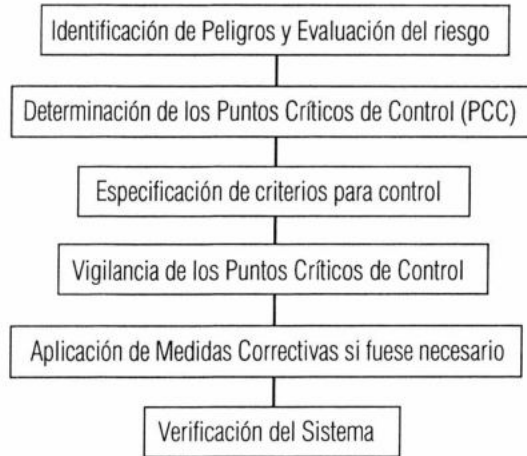 Identificación de Peligros y Evaluación del riesgo
Determinación de los Puntos Críticos de Control (PCC)
Especificación de criterios para control
Vigilancia de los Puntos Críticos de Control
Aplicación de Medidas Correctivas si fuese necesario
Verificación del Sistema